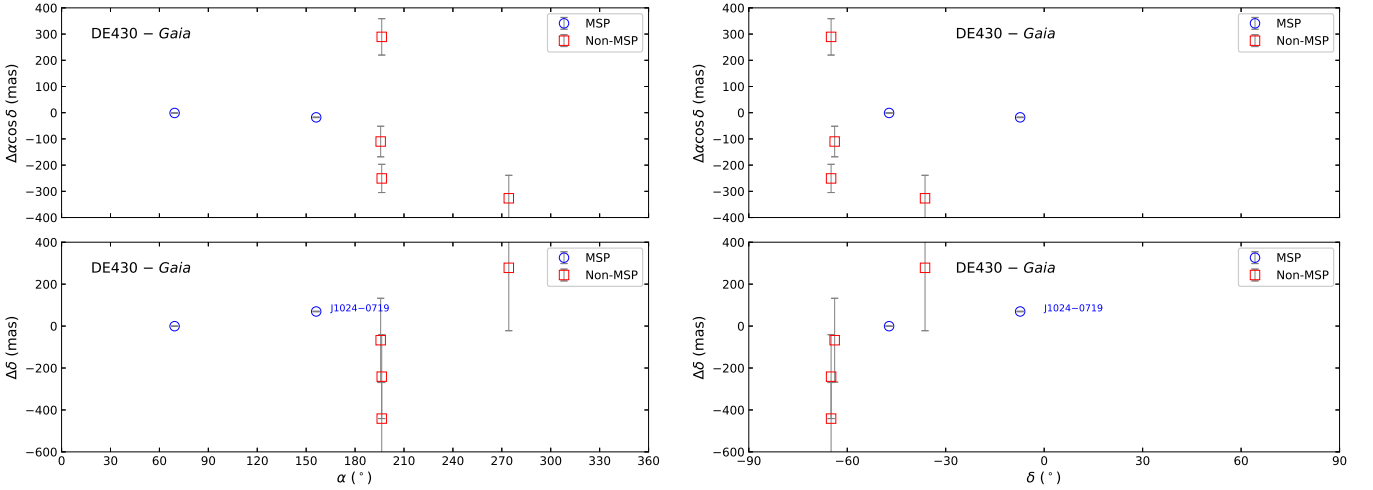 400
300
200
100
0
−100
−200
−300
−400
Δαcos δ (mas)
DE430 − Gaia
MSP
Non-MSP
400
300
200
100
0
−100
−200
−300
−400
Δαcos δ (mas)
DE430 − Gaia
MSP
Non-MSP
400
200
0
−200
−400
−600
Δδ (mas)
DE430 − Gaia
MSP
Non-MSP
J1024−0719
0 30 60 90 120 150 180 210 240 270 300 330 360
α (°)
400
200
0
−200
−400
−600
Δδ (mas)
DE430 − Gaia
MSP
Non-MSP
J1024−0719
−90 −60 −30 0 30 60 90
δ (°)